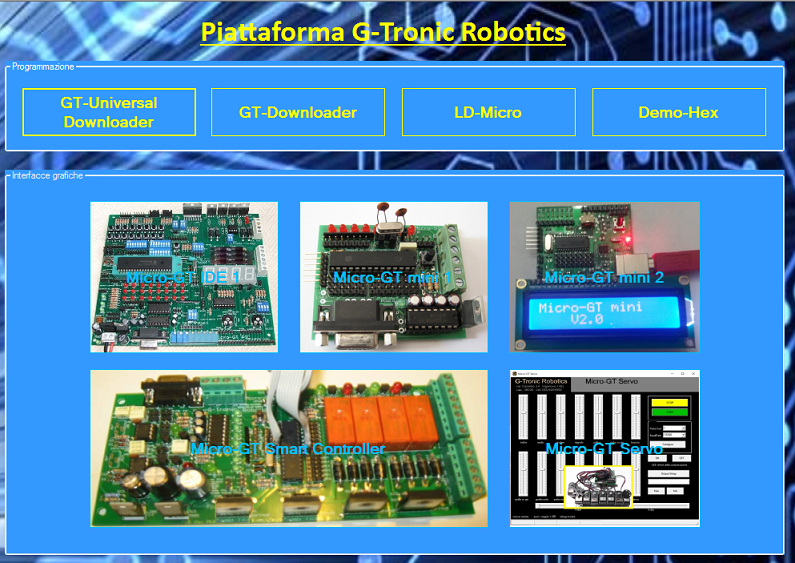 Piattaforma G-Tronic Robotics
Programmazione
GT-Universal
Downloader
GT-Downloader
LD-Micro
Demo-Hex
Interfacce grafiche
Micro-GT IDE 1
Micro-GT mini 1
Micro-GT mini 2
Micro-GT mini
V2.0
Micro-GT Smart Controller
G-Tronic Robotics
Micro-GT Servo
Micro-GT Servo